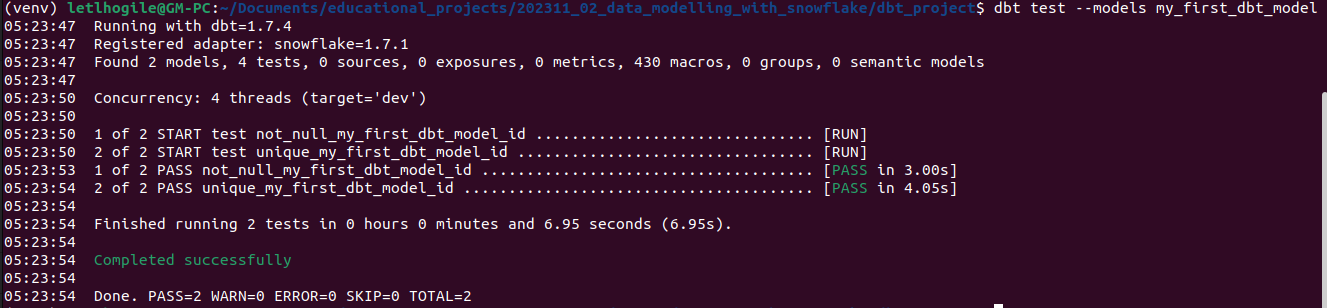 (venv) letlhogile@GM-PC:~/Documents/educational_projects/202311_02_data_modelling_with_snowflake/dbt_project$ dbt test --models my_first_dbt_model
05:23:47  Running with dbt=1.7.4
05:23:47  Registered adapter: snowflake=1.7.1
05:23:47  Found 2 models, 4 tests, 0 sources, 0 exposures, 0 metrics, 430 macros, 0 groups, 0 semantic models
05:23:47
05:23:50  Concurrency: 4 threads (target='dev')
05:23:50
05:23:50  1 of 2 START test not_null_my_first_dbt_model_id ................................ [RUN]
05:23:50  2 of 2 START test unique_my_first_dbt_model_id .................................. [RUN]
05:23:53  1 of 2 PASS not_null_my_first_dbt_model_id ...................................... [PASS in 3.00s]
05:23:54  2 of 2 PASS unique_my_first_dbt_model_id ........................................ [PASS in 4.05s]
05:23:54
05:23:54  Finished running 2 tests in 0 hours 0 minutes and 6.95 seconds (6.95s).
05:23:54
05:23:54  Completed successfully
05:23:54
05:23:54  Done. PASS=2 WARN=0 ERROR=0 SKIP=0 TOTAL=2